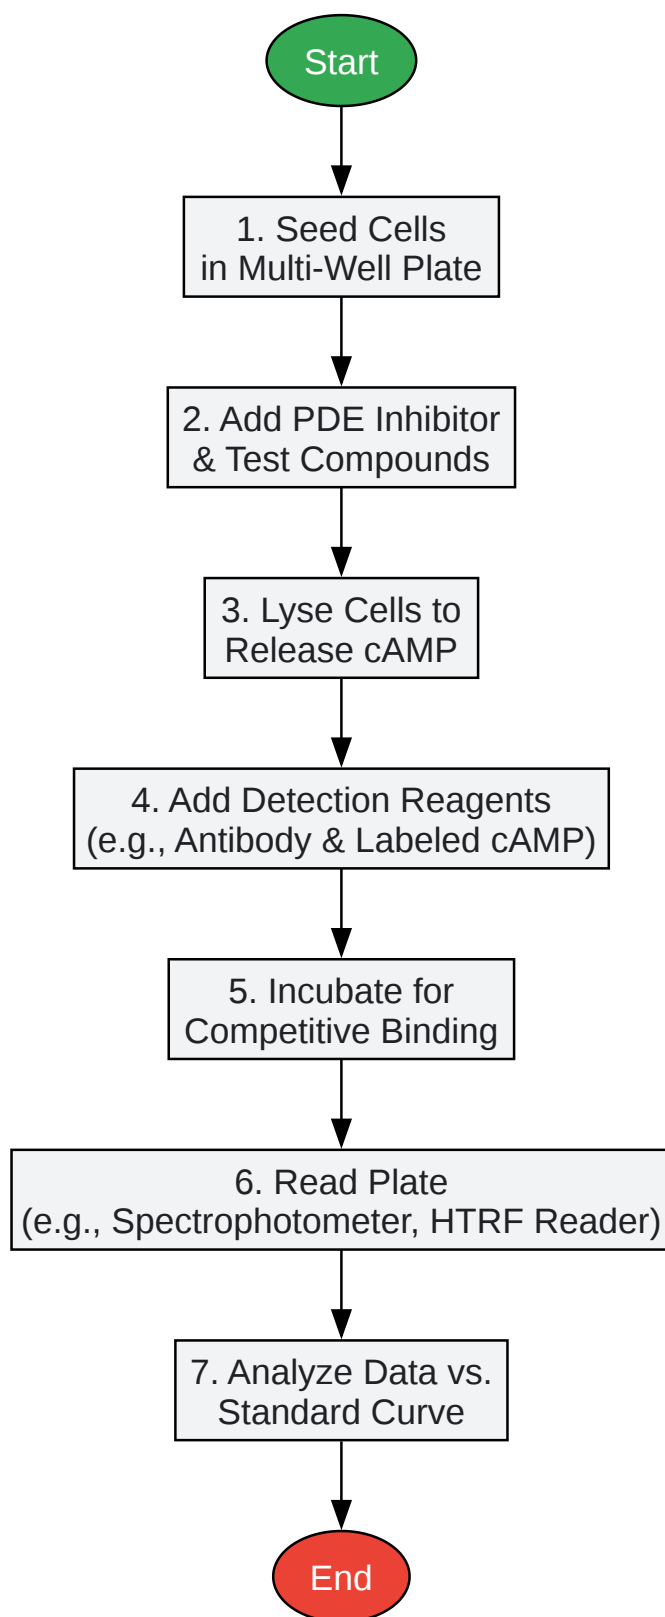 Start
1. Seed Cells
in Multi-Well Plate
2. Add PDE Inhibitor
& Test Compounds
3. Lyse Cells to
Release cAMP
4. Add Detection Reagents
(e.g., Antibody & Labeled cAMP)
5. Incubate for
Competitive Binding
6. Read Plate
(e.g., Spectrophotometer, HTRF Reader)
7. Analyze Data vs.
Standard Curve
End